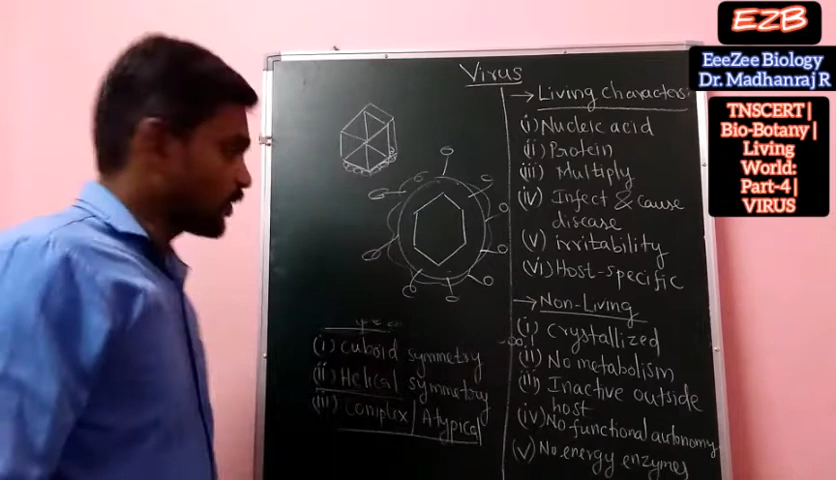 EZB
EeeZee Biology
Dr. Madhanraj R
TNSCERT |
Bio-Botany |
Living
World:
Part-4 |
VIRUS
Virus
(i) Cuboid symmetry
(ii) Helical symmetry
(iii) Complex / Atypical
→ Living characters:
(i) Nucleic acid
(ii) Protein
(iii) Multiply
(iv) Infect & cause
disease
(v) irritability
(vi) Host-specific
→ Non-Living
(i) Crystallized
(ii) No metabolism
(iii) Inactive outside
host
(iv) No functional autonomy
(v) No energy enzymes